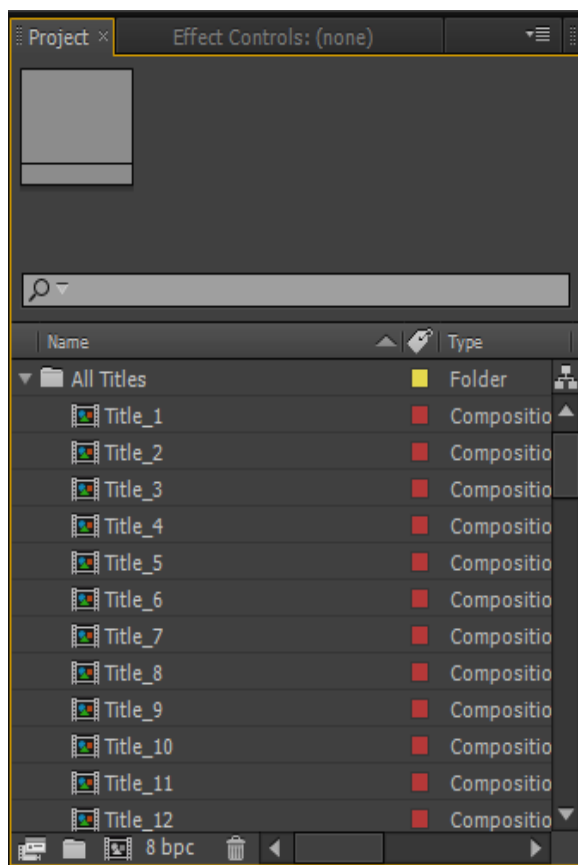 Project × Effect Controls: (none)
Name Type
All Titles Folder
Title_1 Compositio
Title_2 Compositio
Title_3 Compositio
Title_4 Compositio
Title_5 Compositio
Title_6 Compositio
Title_7 Compositio
Title_8 Compositio
Title_9 Compositio
Title_10 Compositio
Title_11 Compositio
Title_12 Compositio
8 bpc